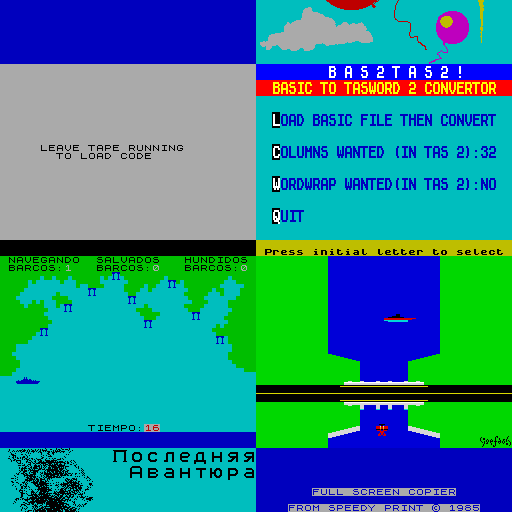 LEAVE TAPE RUNNING
TO LOAD CODE
BAS2TAS2!
BASIC TO TASWORD 2 CONVERTOR
LOAD BASIC FILE THEN CONVERT
COLUMNS WANTED (IN TAS 2):32
WORDWRAP WANTED(IN TAS 2):NO
QUIT
Press initial letter to select
NAVEGANDO SALVADOS HUNDIDOS
BARCOS:1 BARCOS:0 BARCOS:0
TIEMPO:16
Последняя
Авантюра
FULL SCREEN COPIER
FROM SPEEDY PRINT © 1985